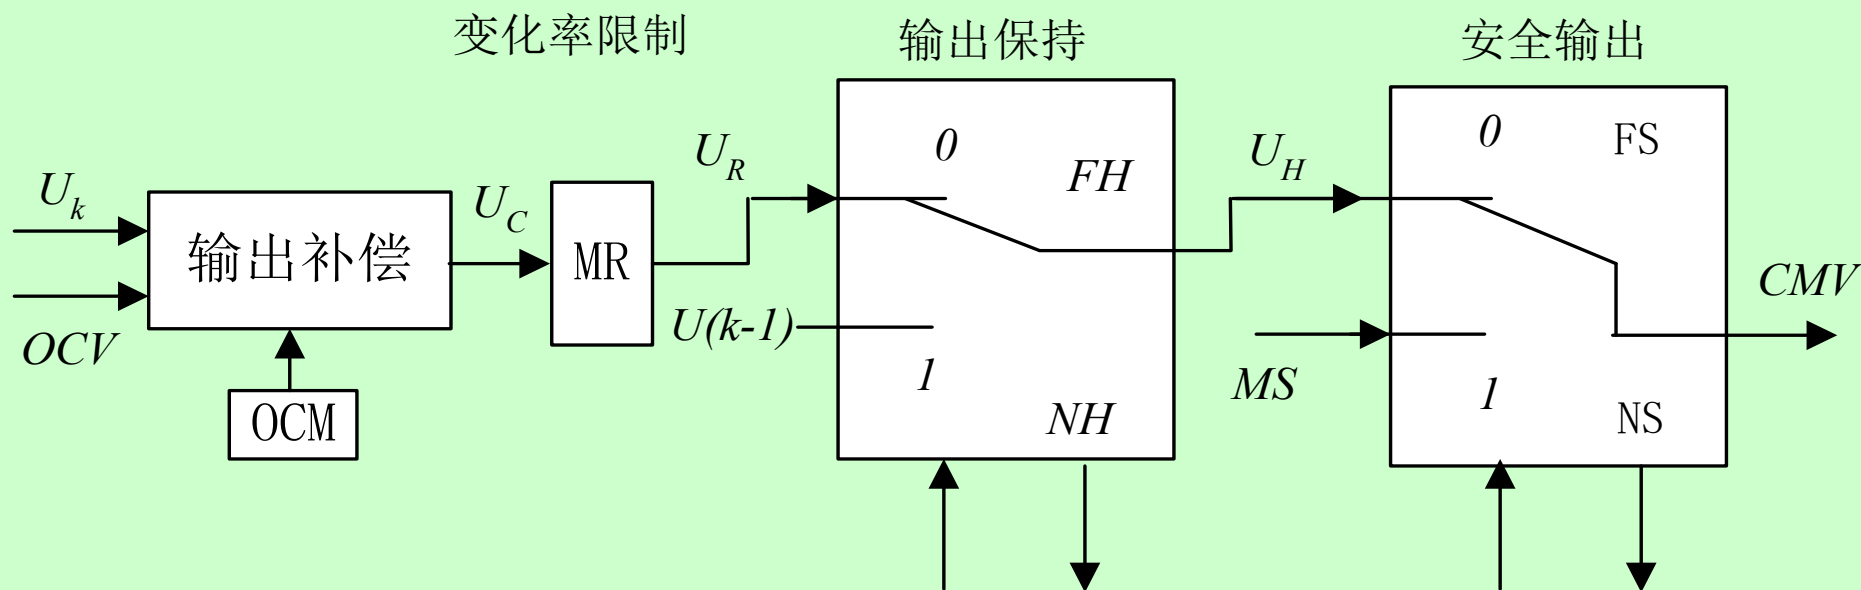 变化率限制
输出保持
安全输出
U_k
OCV
输出补偿
OCM
U_C
MR
U_R
U(k-1)
0
FH
1
NH
U_H
MS
0
FS
1
NS
CMV